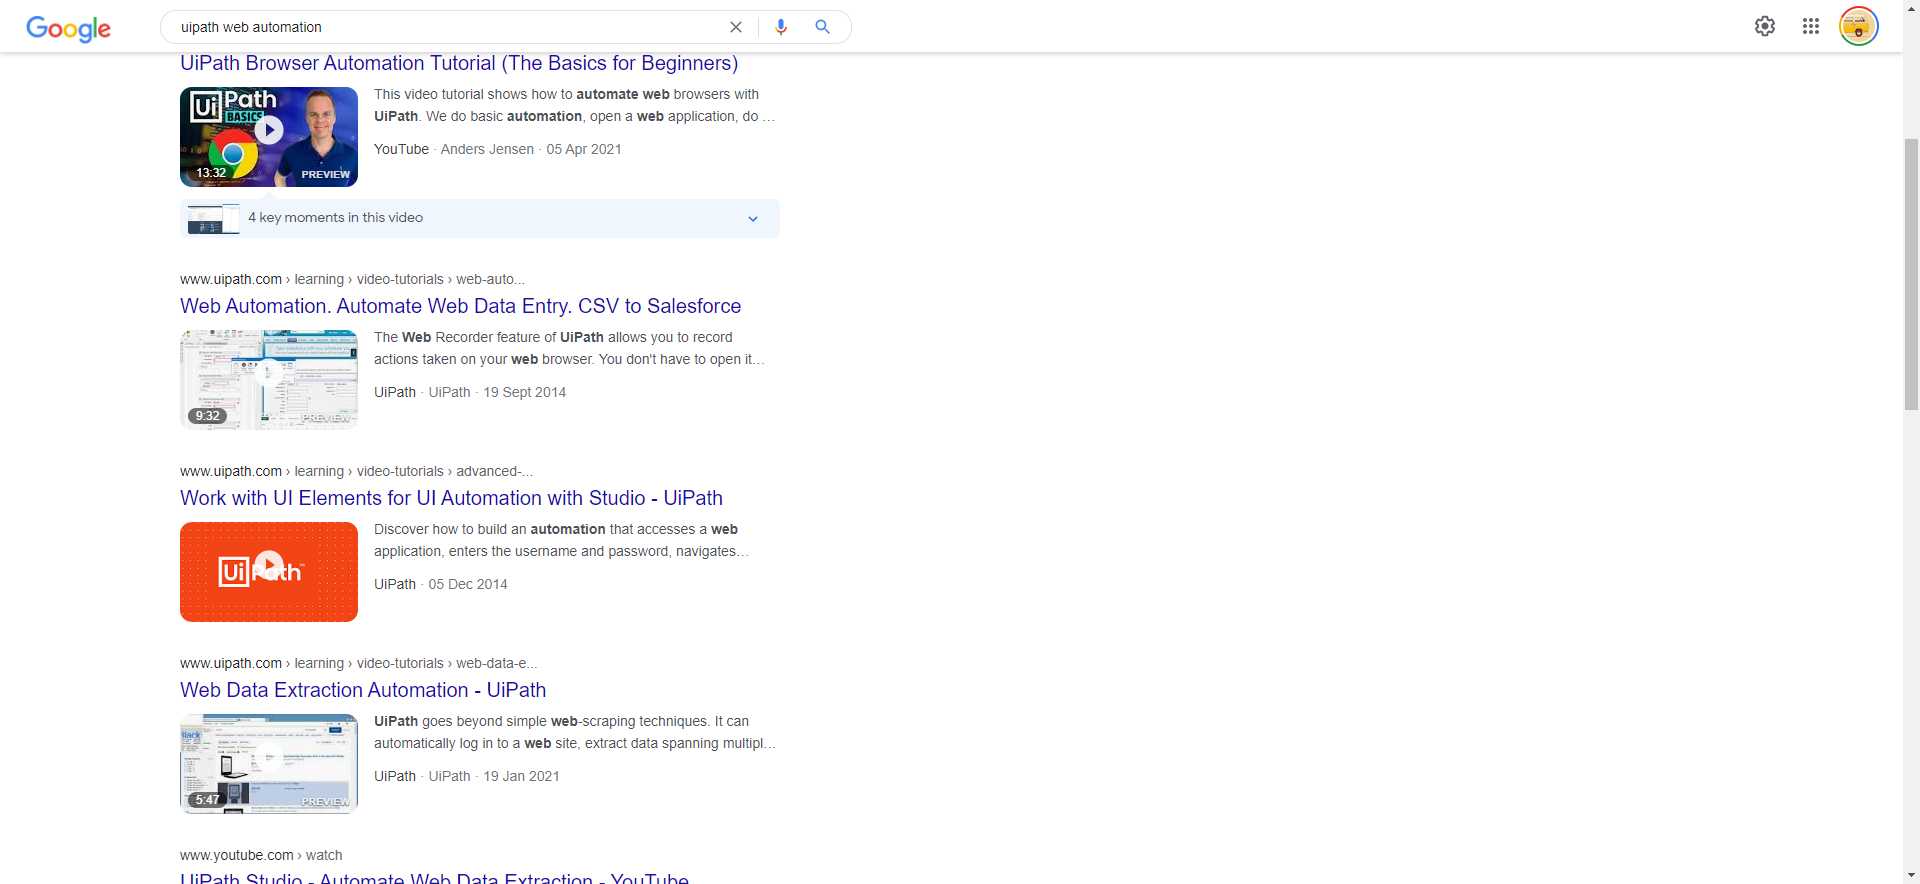 Google
uipath web automation
UiPath Browser Automation Tutorial (The Basics for Beginners)
UiPath
BASICS
13:32
PREVIEW
This video tutorial shows how to automate web browsers with
UiPath. We do basic automation, open a web application, do ...
YouTube · Anders Jensen · 05 Apr 2021
4 key moments in this video
www.uipath.com › learning › video-tutorials › web-auto...
Web Automation. Automate Web Data Entry. CSV to Salesforce
9:32
PREVIEW
The Web Recorder feature of UiPath allows you to record
actions taken on your web browser. You don't have to open it...
UiPath · UiPath · 19 Sept 2014
www.uipath.com › learning › video-tutorials › advanced-...
Work with UI Elements for UI Automation with Studio - UiPath
UiPath
Discover how to build an automation that accesses a web
application, enters the username and password, navigates...
UiPath · 05 Dec 2014
www.uipath.com › learning › video-tutorials › web-data-e...
Web Data Extraction Automation - UiPath
5:47
PREVIEW
UiPath goes beyond simple web-scraping techniques. It can
automatically log in to a web site, extract data spanning multipl...
UiPath · UiPath · 19 Jan 2021
www.youtube.com › watch
UiPath Studio - Automate Web Data Extraction - YouTube